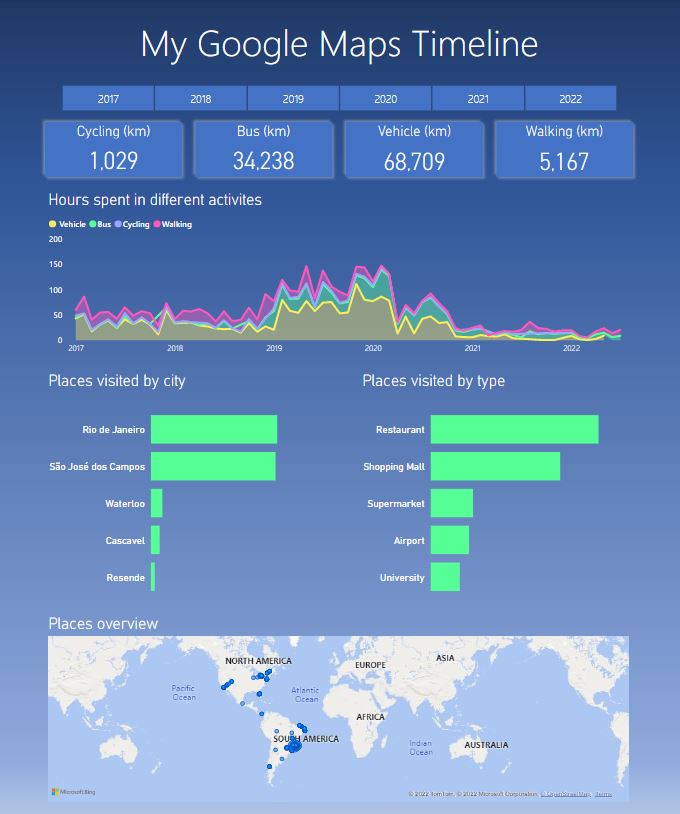 My Google Maps Timeline
2017 2018 2019 2020 2021 2022
Cycling (km) Bus (km) Vehicle (km) Walking (km)
1,029 34,238 68,709 5,167
Hours spent in different activites
Vehicle Bus Cycling Walking
200
150
100
50
0
2017 2018 2019 2020 2021 2022
Places visited by city Places visited by type
Rio de Janeiro Restaurant
São José dos Campos Shopping Mall
Waterloo Supermarket
Cascavel Airport
Resende University
Places overview
NORTH AMERICA EUROPE ASIA
Pacific Ocean Atlantic Ocean
AFRICA
SOUTH AMERICA Indian Ocean AUSTRALIA
Microsoft Bing © 2022 TomTom, © 2022 Microsoft Corporation, © OpenStreetMap, Terms